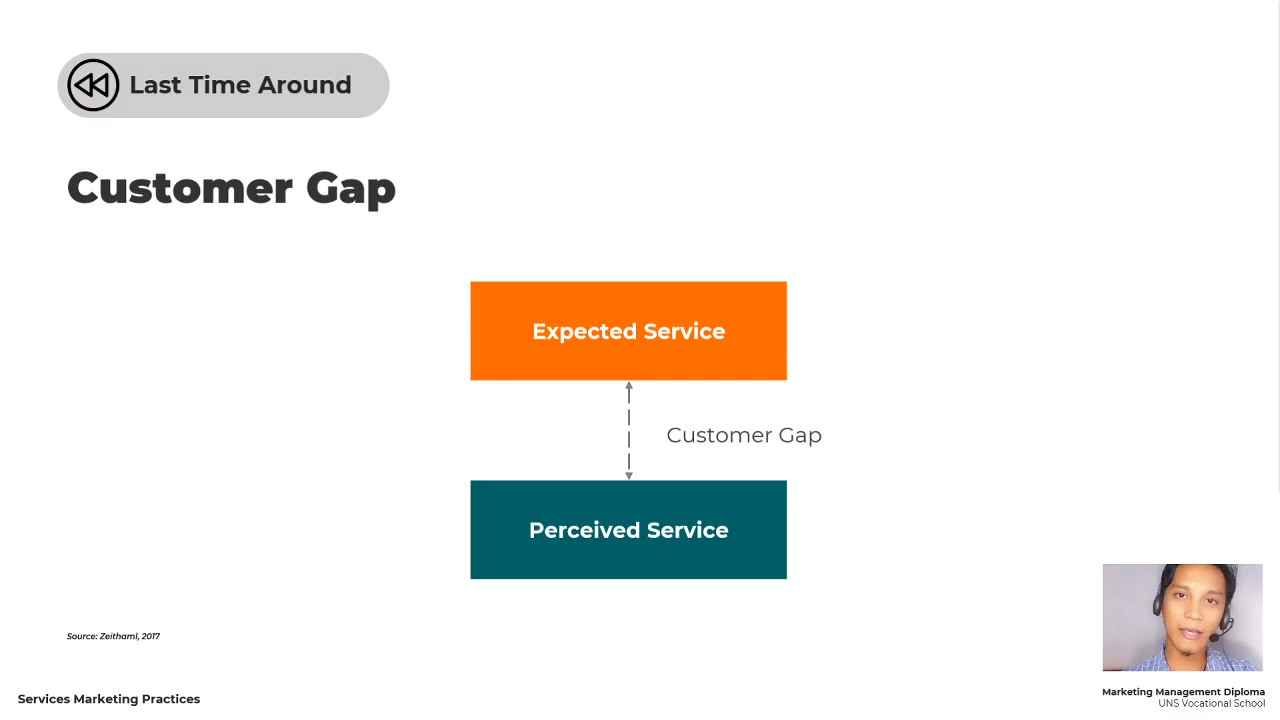 Last Time Around
Customer Gap
Expected Service
Customer Gap
Perceived Service
Source: Zeithaml, 2017
Services Marketing Practices
Marketing Management Diploma
UNS Vocational School